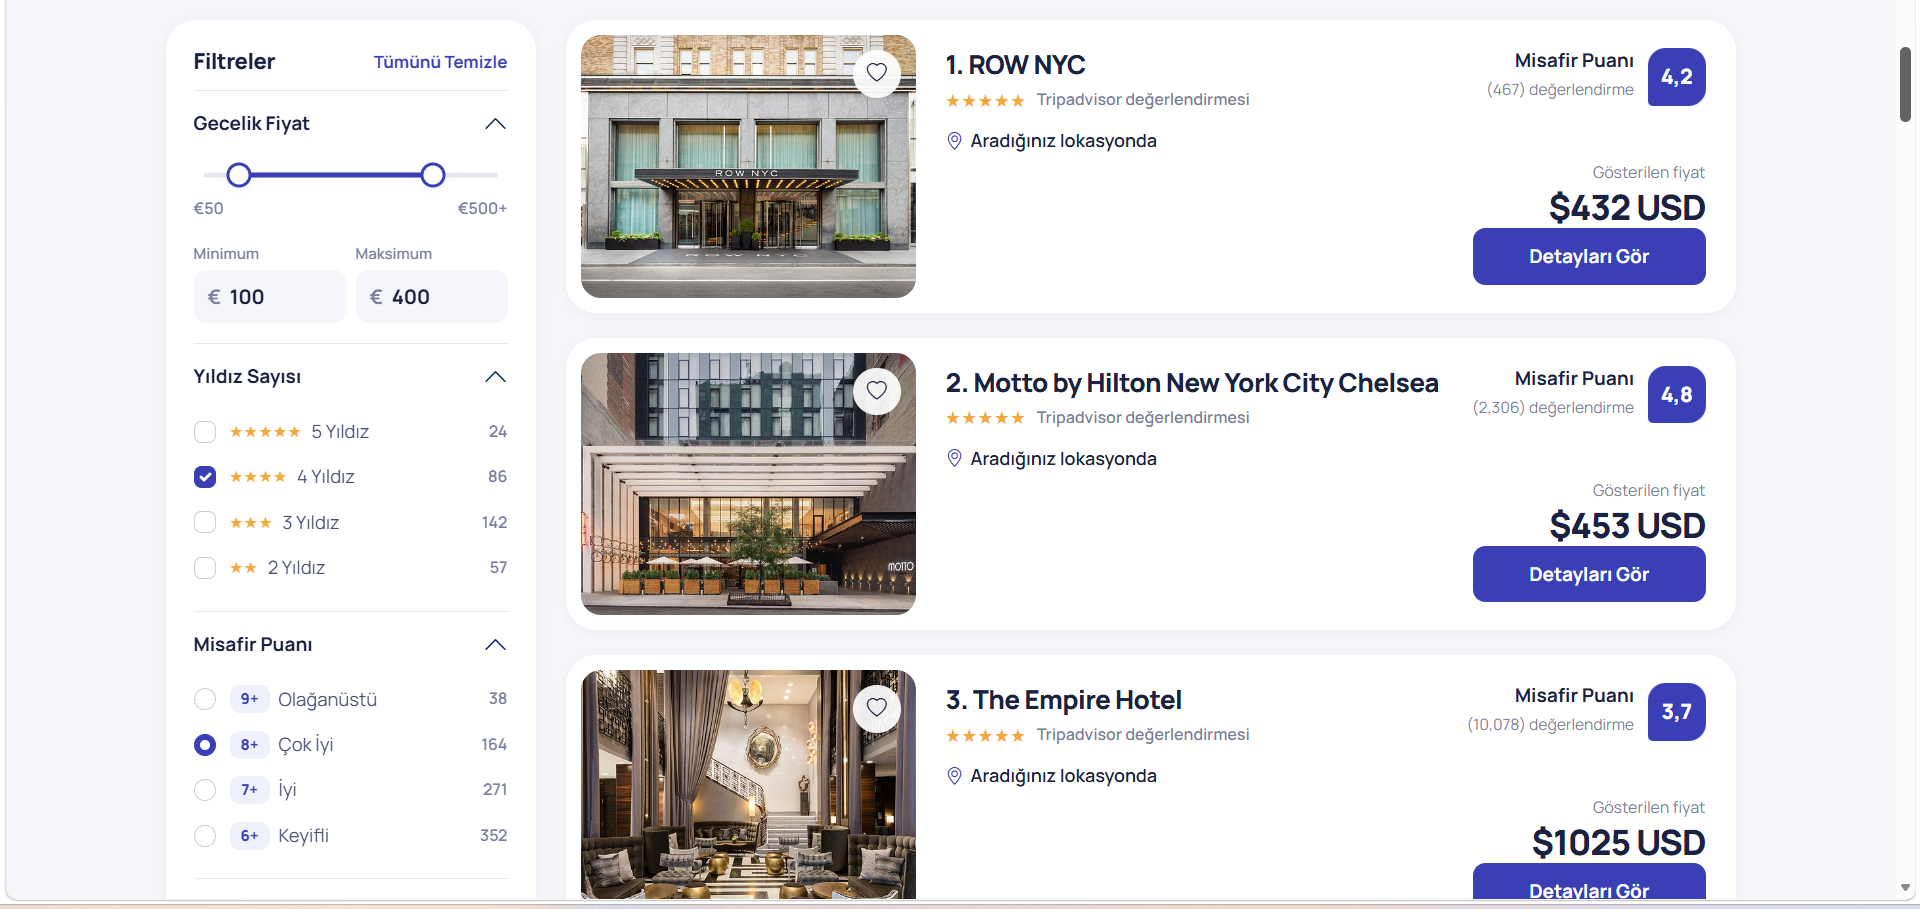 Filtreler
Tümünü Temizle
Gecelik Fiyat
€50
€500+
Minimum
Maksimum
€ 100
€ 400
Yıldız Sayısı
5 Yıldız
24
4 Yıldız
86
3 Yıldız
142
2 Yıldız
57
Misafir Puanı
9+ Olağanüstü
38
8+ Çok İyi
164
7+ İyi
271
6+ Keyifli
352
ROW NYC
ROW NYC
1. ROW NYC
Tripadvisor değerlendirmesi
Aradığınız lokasyonda
Misafir Puanı
(467) değerlendirme
4,2
Gösterilen fiyat
$432 USD
Detayları Gör
MOTTO
2. Motto by Hilton New York City Chelsea
Tripadvisor değerlendirmesi
Aradığınız lokasyonda
Misafir Puanı
(2,306) değerlendirme
4,8
Gösterilen fiyat
$453 USD
Detayları Gör
3. The Empire Hotel
Tripadvisor değerlendirmesi
Aradığınız lokasyonda
Misafir Puanı
(10,078) değerlendirme
3,7
Gösterilen fiyat
$1025 USD
Detayları Gör